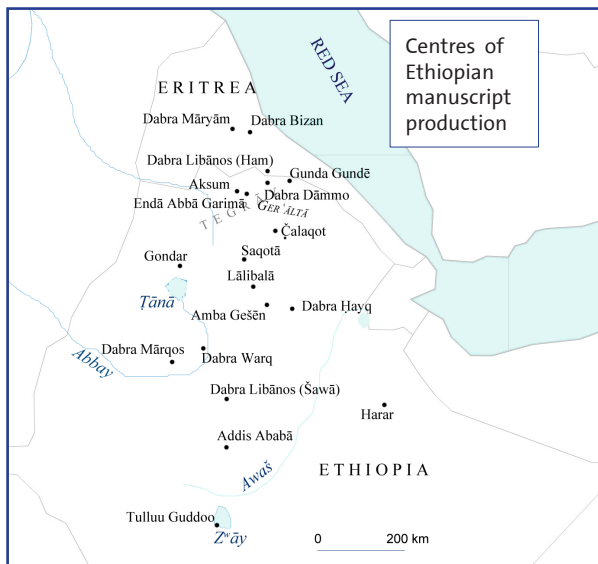 Centres of
Ethiopian
manuscript
production
RED SEA
ERITREA
Dabra Māryām
Dabra Bizan
Dabra Libānos (Ham)
Gunda Gundē
Aksum
Dabra Dāmmo
Endā Abbā Garimā
GERʿĀLTĀ
TEGRĀY
Čalaqot
Saqotā
Gondar
Lālibalā
Ṭānā
Amba Gešēn
Dabra Ḥayq
Dabra Mārqos
Dabra Warq
Abbay
Dabra Libānos (Šawā)
Harar
Addis Ababā
ETHIOPIA
Awaš
Tulluu Guddoo
Zʷāy
0 200 km